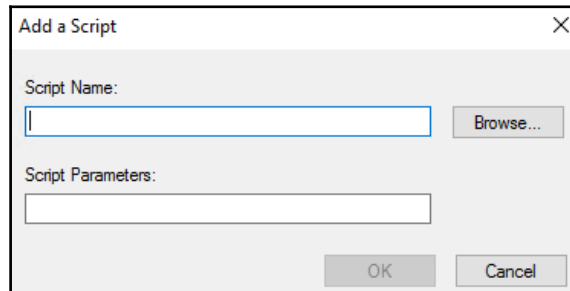 Add a Script
Script Name:
Browse...
Script Parameters:
OK
Cancel